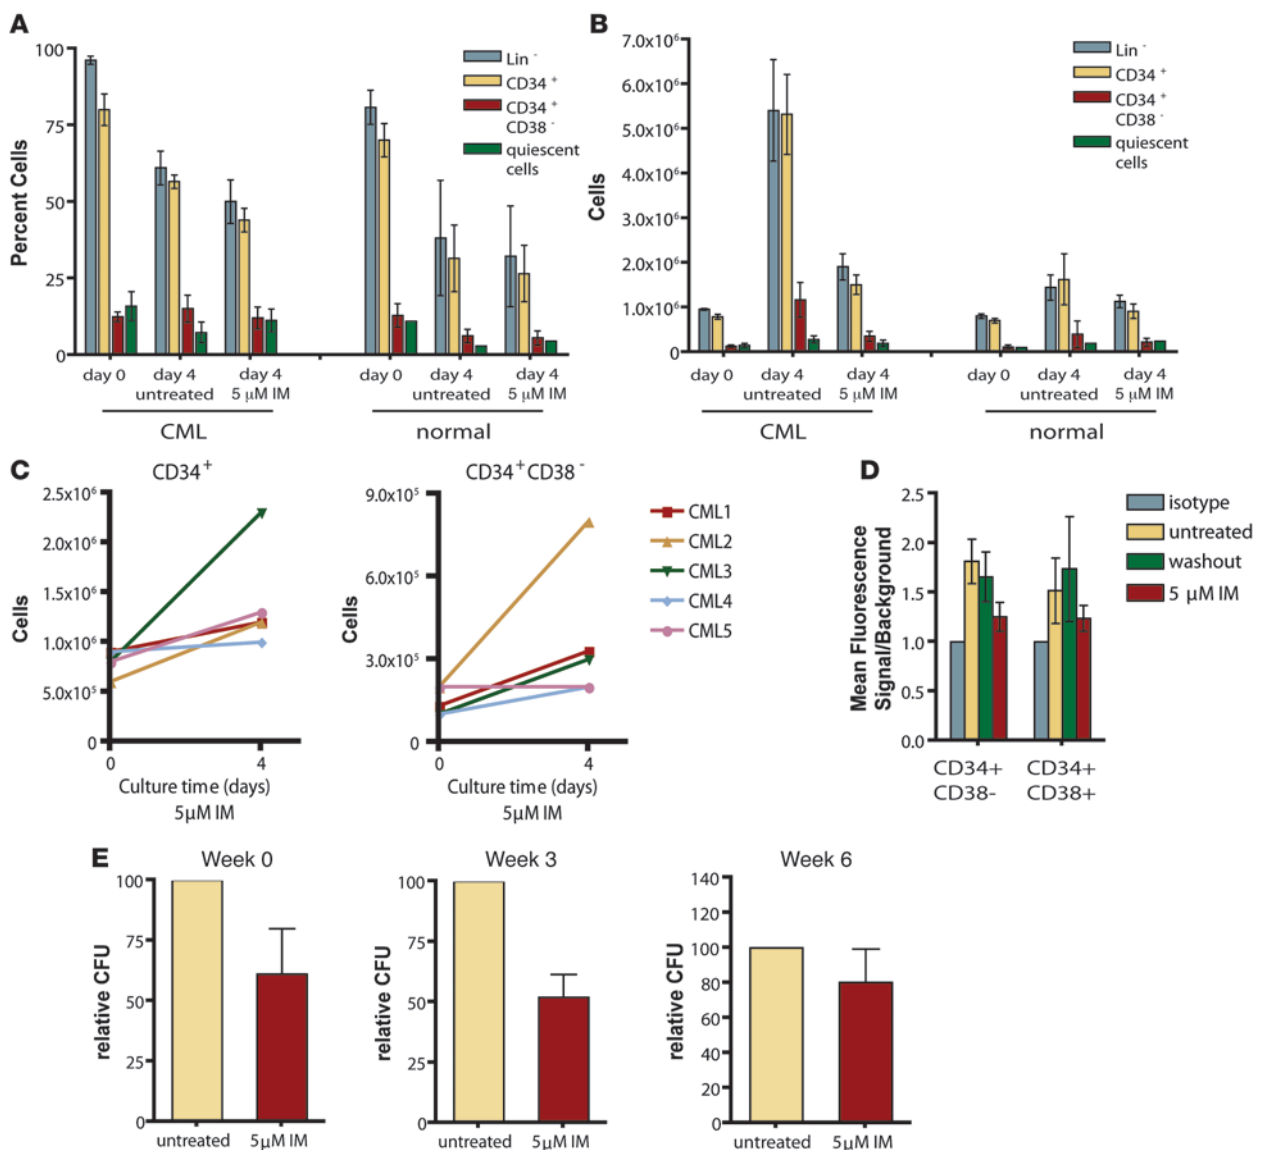 A
Percent Cells
100
75
50
25
0
Lin -
CD34 +
CD34 +
CD38 -
quiescent
cells
day 0
day 4
untreated
day 4
5 μM IM
day 0
day 4
untreated
day 4
5 μM IM
CML
normal
B
Cells
7.0x10⁶
6.0x10⁶
5.0x10⁶
4.0x10⁶
3.0x10⁶
2.0x10⁶
1.0x10⁶
0
Lin -
CD34 +
CD34 +
CD38 -
quiescent
cells
day 0
day 4
untreated
day 4
5 μM IM
day 0
day 4
untreated
day 4
5 μM IM
CML
normal
C
CD34+
Cells
2.5x10⁶
2.0x10⁶
1.5x10⁶
1.0x10⁶
5.0x10⁵
0
0
4
Culture time (days)
5μM IM
CD34+CD38 -
Cells
9.0x10⁵
6.0x10⁵
3.0x10⁵
0
0
4
Culture time (days)
5μM IM
CML1
CML2
CML3
CML4
CML5
D
Mean Fluorescence
Signal/Background
2.5
2.0
1.5
1.0
0.5
0.0
CD34+
CD38-
CD34+
CD38+
isotype
untreated
washout
5 μM IM
E
Week 0
relative CFU
100
75
50
25
0
untreated
5μM IM
Week 3
relative CFU
100
75
50
25
0
untreated
5μM IM
Week 6
relative CFU
140
120
100
80
60
40
20
0
untreated
5μM IM